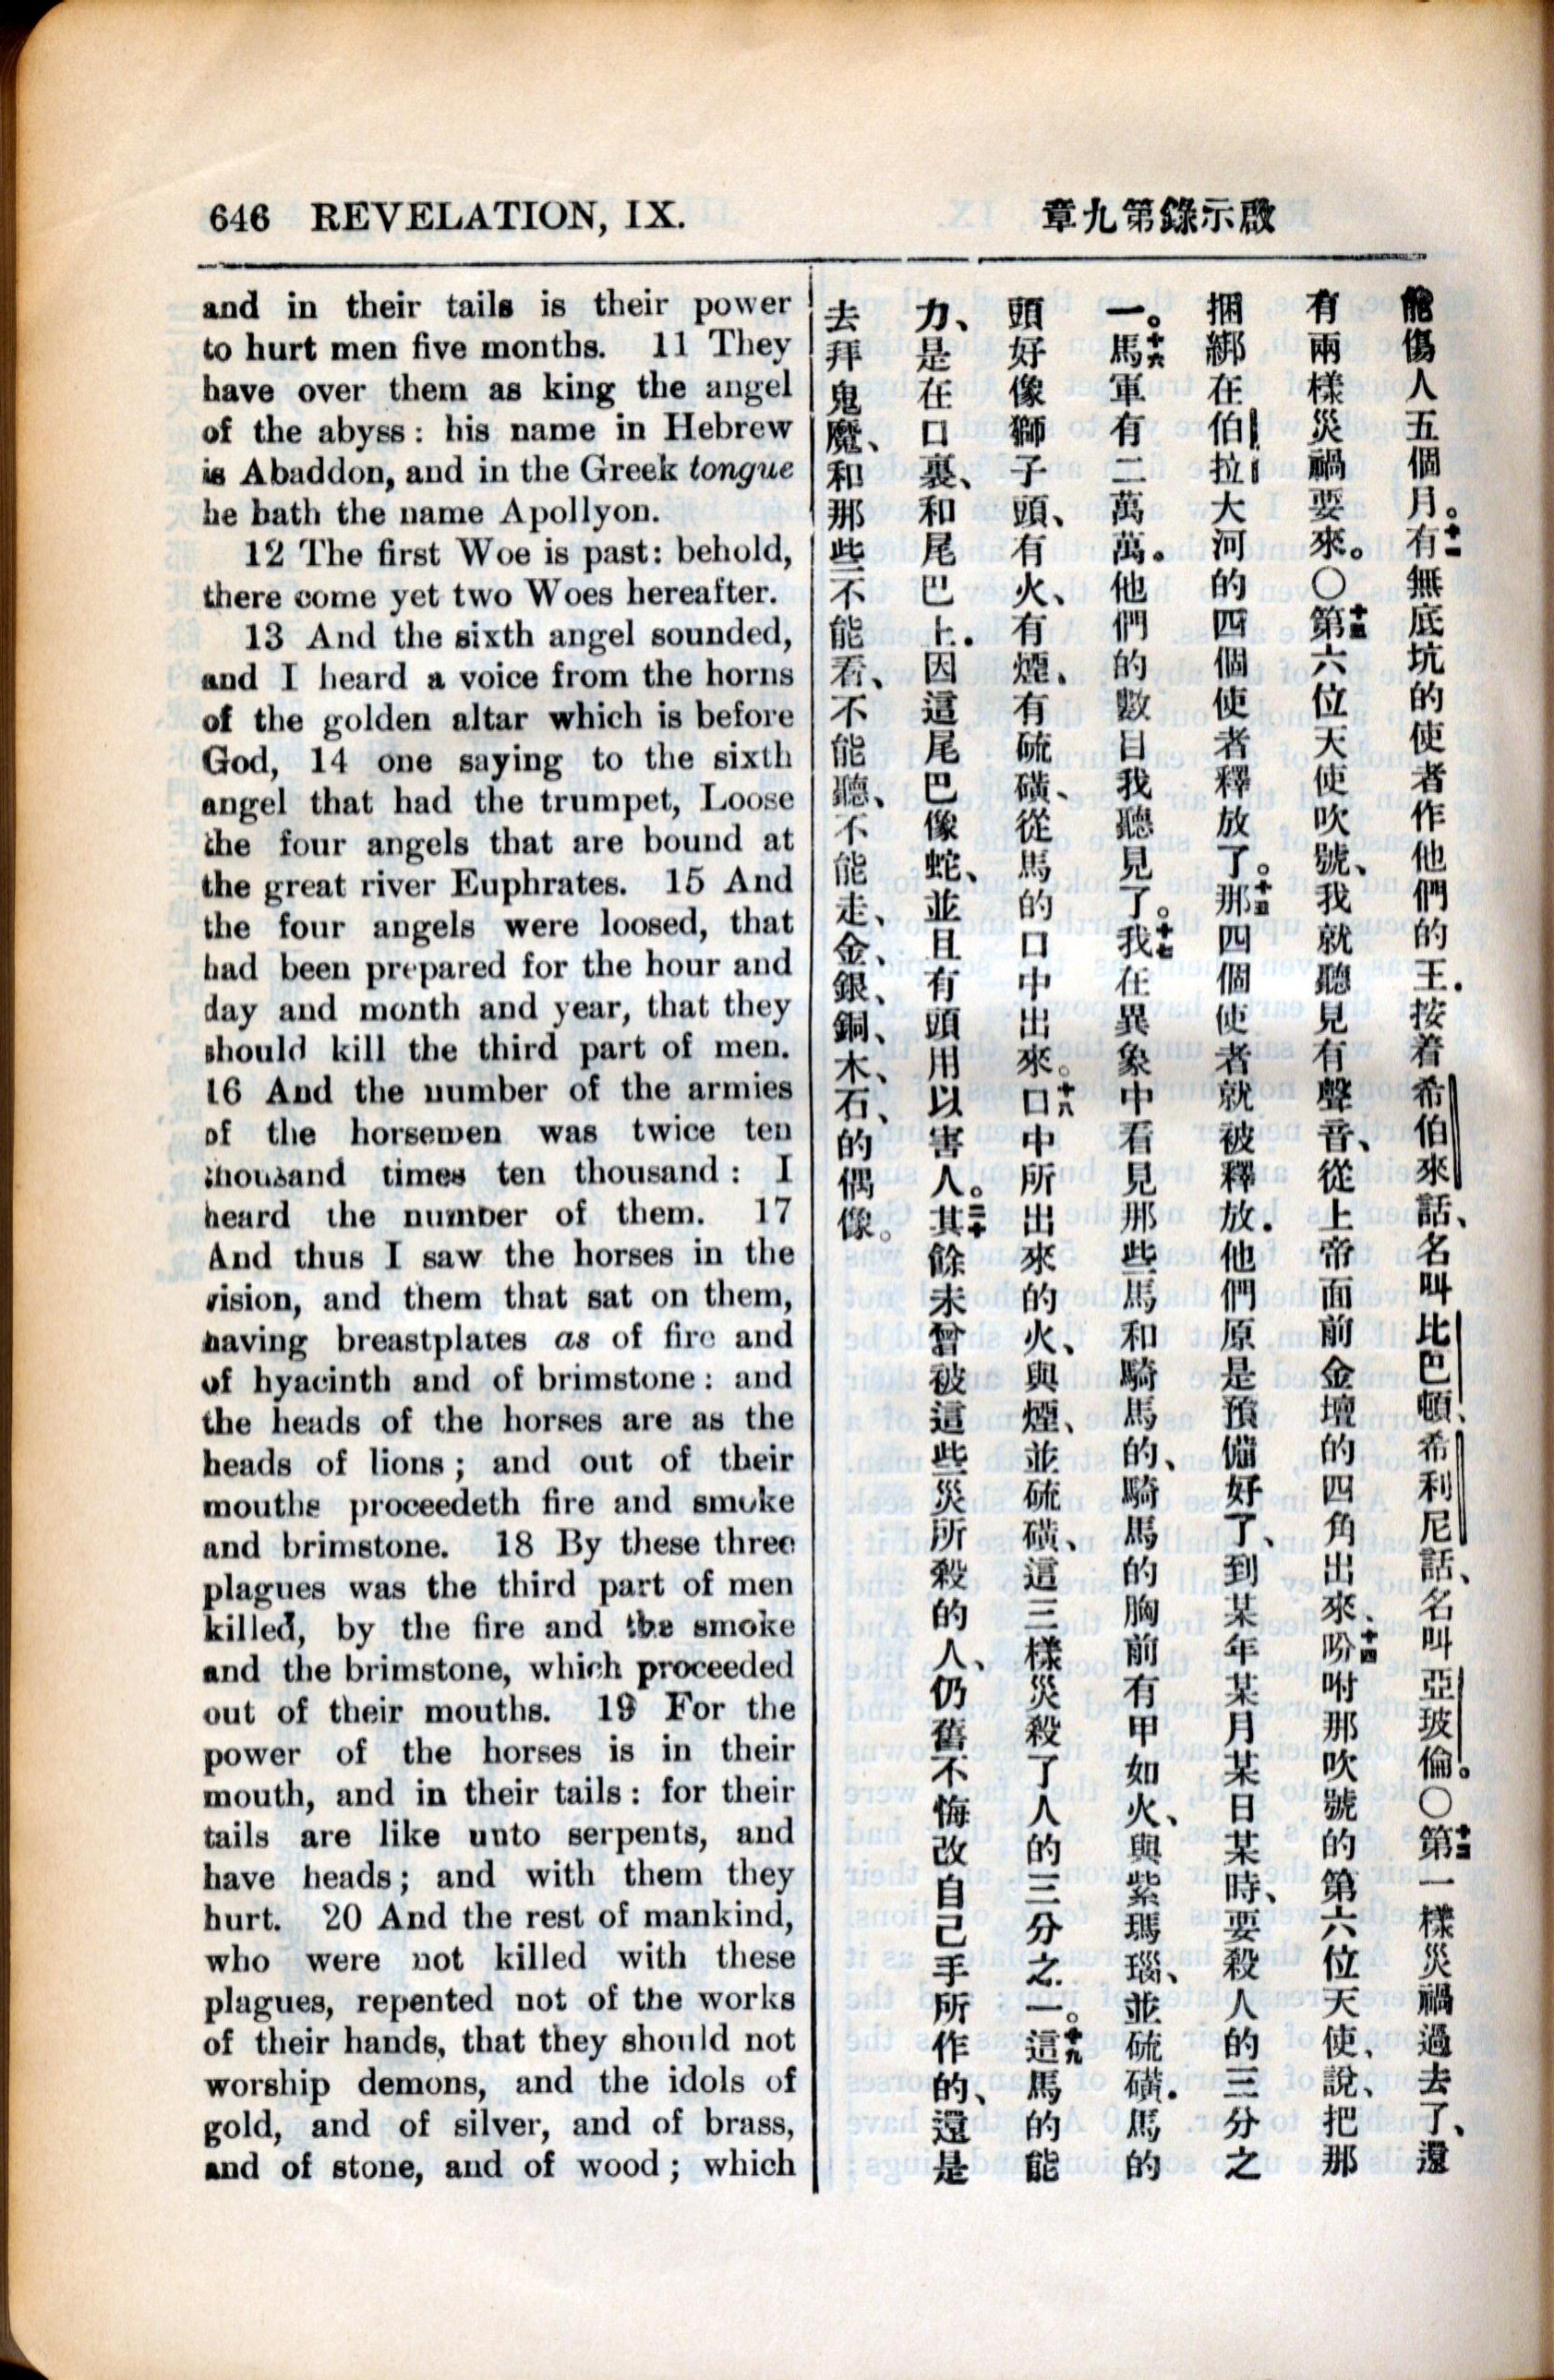 646 REVELATION, IX.
章九第錄示啟
and in their tails is their power
to hurt men five months. 11 They
have over them as king the angel
of the abyss: his name in Hebrew
is Abaddon, and in the Greek tongue
he hath the name Apollyon.
12 The first Woe is past: behold,
there come yet two Woes hereafter.
13 And the sixth angel sounded,
and I heard a voice from the horns
of the golden altar which is before
God, 14 one saying to the sixth
angel that had the trumpet, Loose
the four angels that are bound at
the great river Euphrates. 15 And
the four angels were loosed, that
had been prepared for the hour and
day and month and year, that they
should kill the third part of men.
16 And the number of the armies
of the horsemen was twice ten
thousand times ten thousand: I
heard the number of them. 17
And thus I saw the horses in the
vision, and them that sat on them,
having breastplates as of fire and
of hyacinth and of brimstone: and
the heads of the horses are as the
heads of lions; and out of their
mouths proceedeth fire and smoke
and brimstone. 18 By these three
plagues was the third part of men
killed, by the fire and the smoke
and the brimstone, which proceeded
out of their mouths. 19 For the
power of the horses is in their
mouth, and in their tails: for their
tails are like unto serpents, and
have heads; and with them they
hurt. 20 And the rest of mankind,
who were not killed with these
plagues, repented not of the works
of their hands, that they should not
worship demons, and the idols of
gold, and of silver, and of brass,
and of stone, and of wood; which
能傷人五個月。十一有無底坑的使者作他們的王．按着希伯來話、名叫比巴頓、希利尼話、名叫亞玻倫。○十二第一樣災禍過去了、還
有兩樣災禍要來。○十三第六位天使吹號、我就聽見有聲音、從上帝面前金壇的四角出來、十四吩咐那吹號的第六位天使、說、把那
捆綁在伯拉大河的四個使者釋放了。十五那四個使者就被釋放．他們原是預備好了、到某年某月某日某時、要殺人的三分之
一。十六馬軍有二萬萬．他們的數目我聽見了。十七我在異象中看見那些馬和騎馬的、騎馬的胸前有甲如火、與紫瑪瑙、並硫磺．馬的
頭好像獅子頭、有火、有煙、有硫磺、從馬的口中出來。十八口中所出來的火、與煙、並硫磺、這三樣災殺了人的三分之一。十九這馬的能
力、是在口裏、和尾巴上．因這尾巴像蛇、並且有頭用以害人。二十其餘未曾被這些災所殺的人、仍舊不悔改自己手所作的、還是
去拜鬼魔、和那些不能看、不能聽、不能走、金、銀、銅、木、石、的偶像。